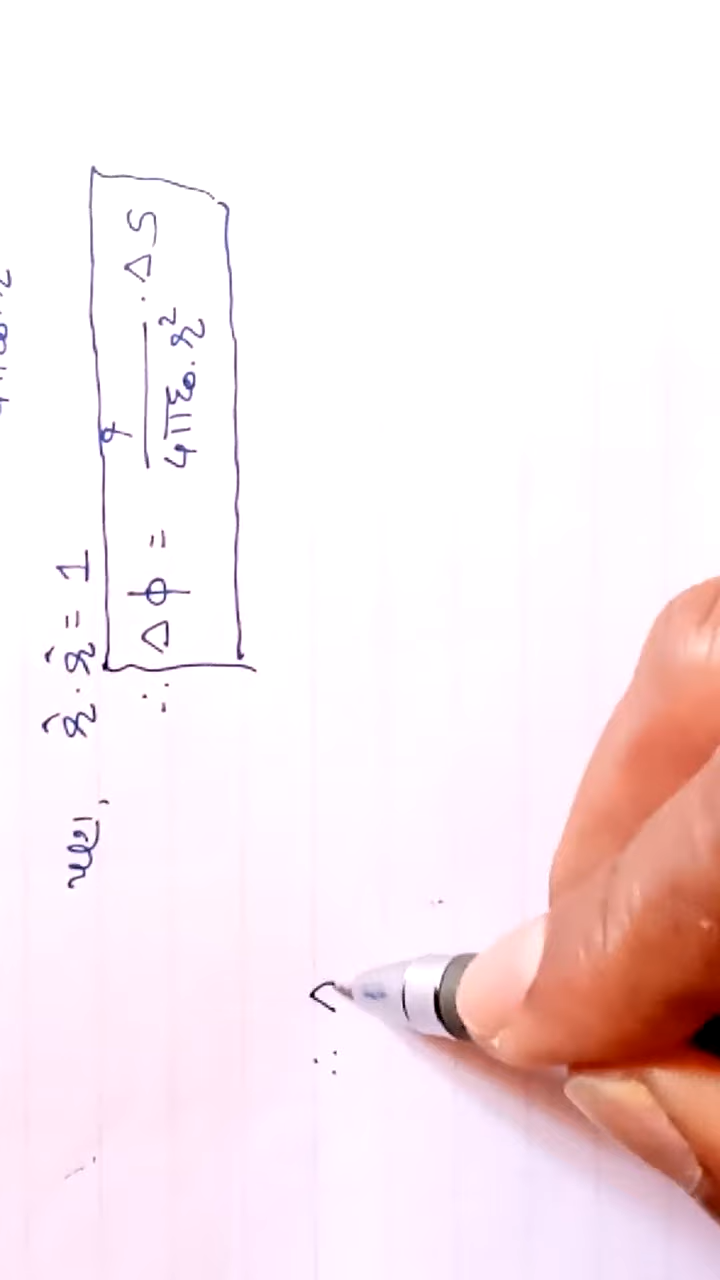 r̂ · r̂ = 1
∴ Δφ = q / 4πε₀·r² · ΔS
∴